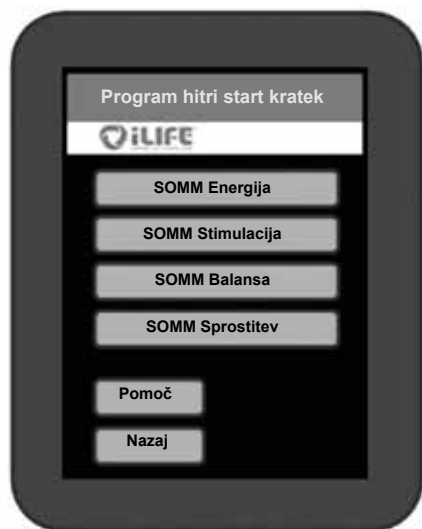 Program hitri start kratek
iLIFE
SOMM Energija
SOMM Stimulacija
SOMM Balansa
SOMM Sprostitev
Pomoč
Nazaj